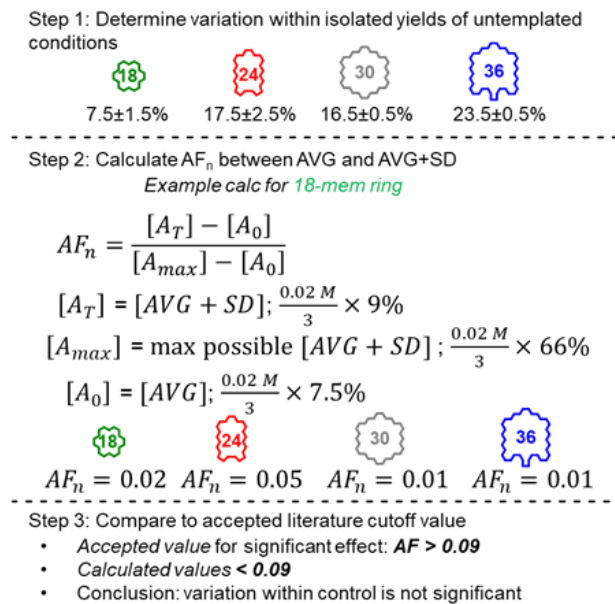 Step 1: Determine variation within isolated yields of untemplated
conditions
18 24 30 36
7.5±1.5% 17.5±2.5% 16.5±0.5% 23.5±0.5%
Step 2: Calculate AFₙ between AVG and AVG+SD
Example calc for 18-mem ring
AFₙ = ([A_T] − [A₀]) / ([A_max] − [A₀])
[A_T] = [AVG + SD]; 0.02 M / 3 × 9%
[A_max] = max possible [AVG + SD] ; 0.02 M / 3 × 66%
[A₀] = [AVG]; 0.02 M / 3 × 7.5%
18 24 30 36
AFₙ = 0.02 AFₙ = 0.05 AFₙ = 0.01 AFₙ = 0.01
Step 3: Compare to accepted literature cutoff value
• Accepted value for significant effect: AF > 0.09
• Calculated values < 0.09
• Conclusion: variation within control is not significant